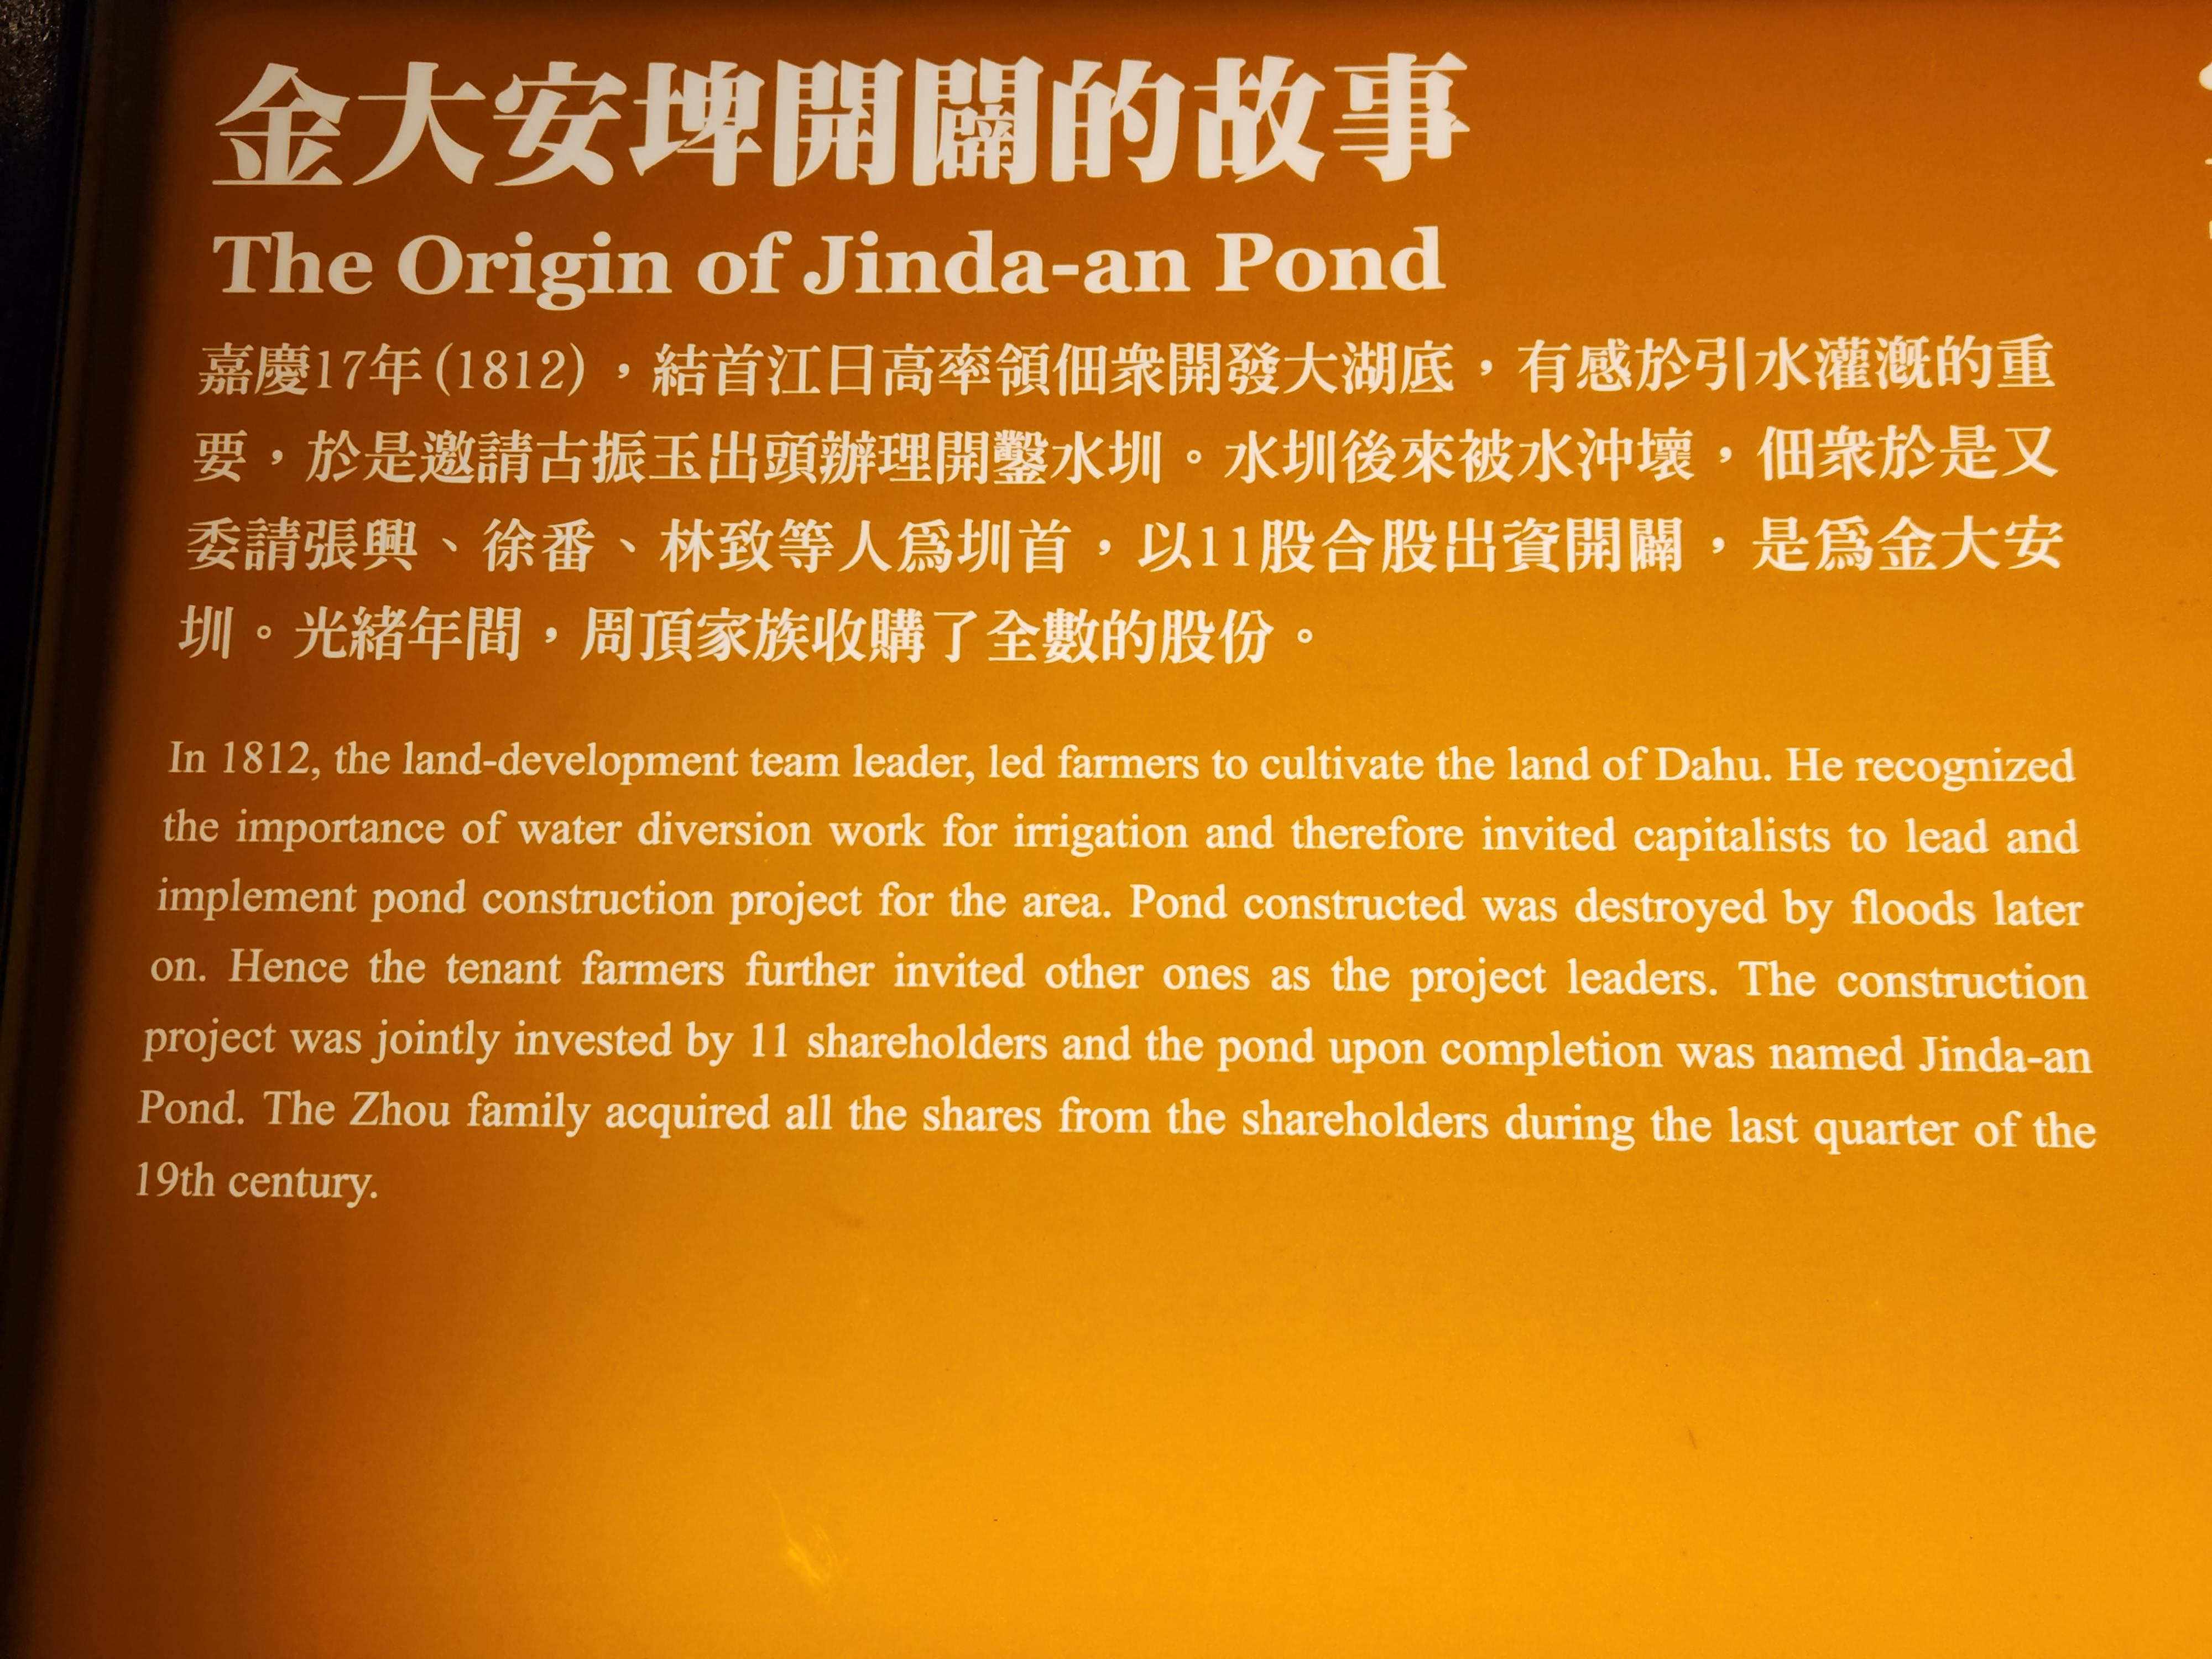 金大安埤開闢的故事
The Origin of Jinda-an Pond
嘉慶17年(1812)，結首江日高率領佃衆開發大湖底，有感於引水灌溉的重
要，於是邀請古振玉出頭辦理開鑿水圳。水圳後來被水沖壞，佃衆於是又
委請張興、徐番、林致等人爲圳首，以11股合股出資開闢，是爲金大安
圳。光緒年間，周頂家族收購了全數的股份。
In 1812, the land-development team leader, led farmers to cultivate the land of Dahu. He recognized
the importance of water diversion work for irrigation and therefore invited capitalists to lead and
implement pond construction project for the area. Pond constructed was destroyed by floods later
on. Hence the tenant farmers further invited other ones as the project leaders. The construction
project was jointly invested by 11 shareholders and the pond upon completion was named Jinda-an
Pond. The Zhou family acquired all the shares from the shareholders during the last quarter of the
19th century.